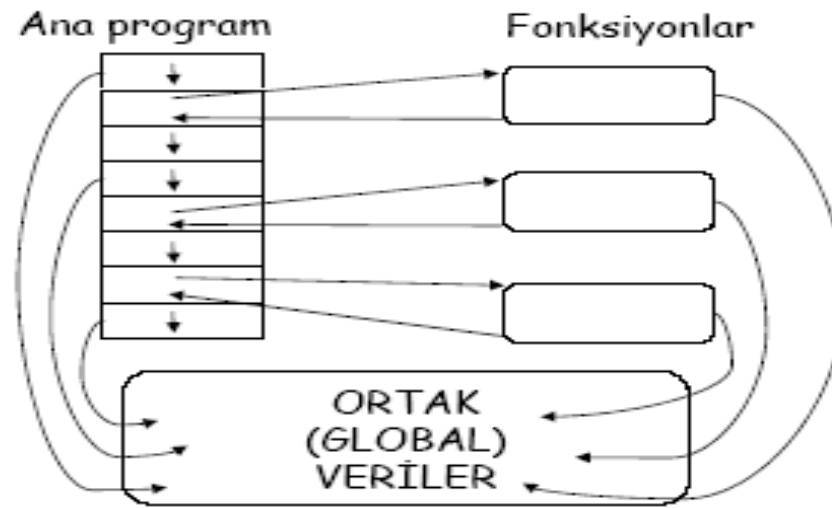 Ana program
Fonksiyonlar
ORTAK
(GLOBAL)
VERİLER